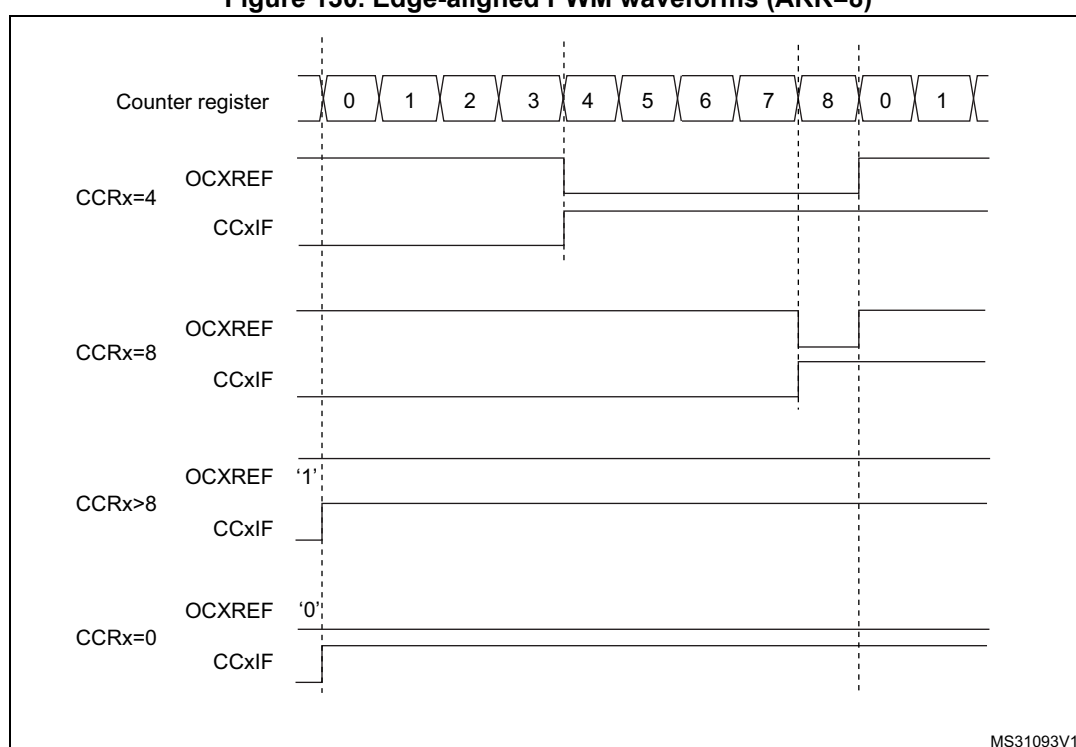 Figure 130. Edge-aligned PWM waveforms (ARR=8)
Counter register 0 1 2 3 4 5 6 7 8 0 1
OCXREF
CCRx=4
CCxIF
OCXREF
CCRx=8
CCxIF
OCXREF ‘1’
CCRx>8
CCxIF
OCXREF ‘0’
CCRx=0
CCxIF
MS31093V1